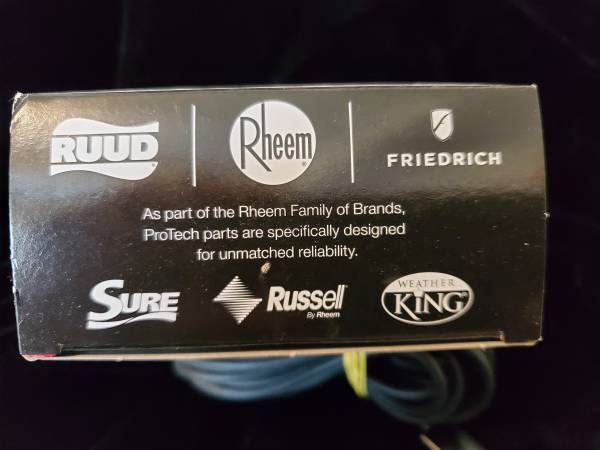 RUUD
Rheem
FRIEDRICH
As part of the Rheem Family of Brands,
ProTech parts are specifically designed
for unmatched reliability.
SURE
Russell
By Rheem
WEATHER
KING